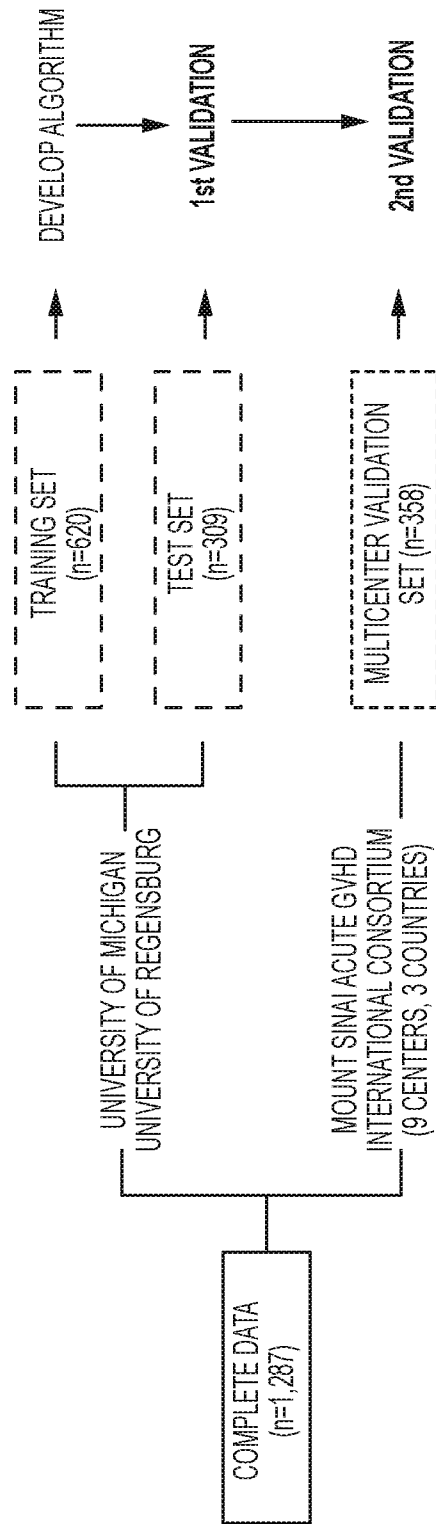 COMPLETE DATA
(n=1,287)
UNIVERSITY OF MICHIGAN
UNIVERSITY OF REGENSBURG
MOUNT SINAI ACUTE GVHD
INTERNATIONAL CONSORTIUM
(9 CENTERS, 3 COUNTRIES)
TRAINING SET
(n=620)
TEST SET
(n=309)
MULTICENTER VALIDATION
SET (n=358)
DEVELOP ALGORITHM
1st VALIDATION
2nd VALIDATION